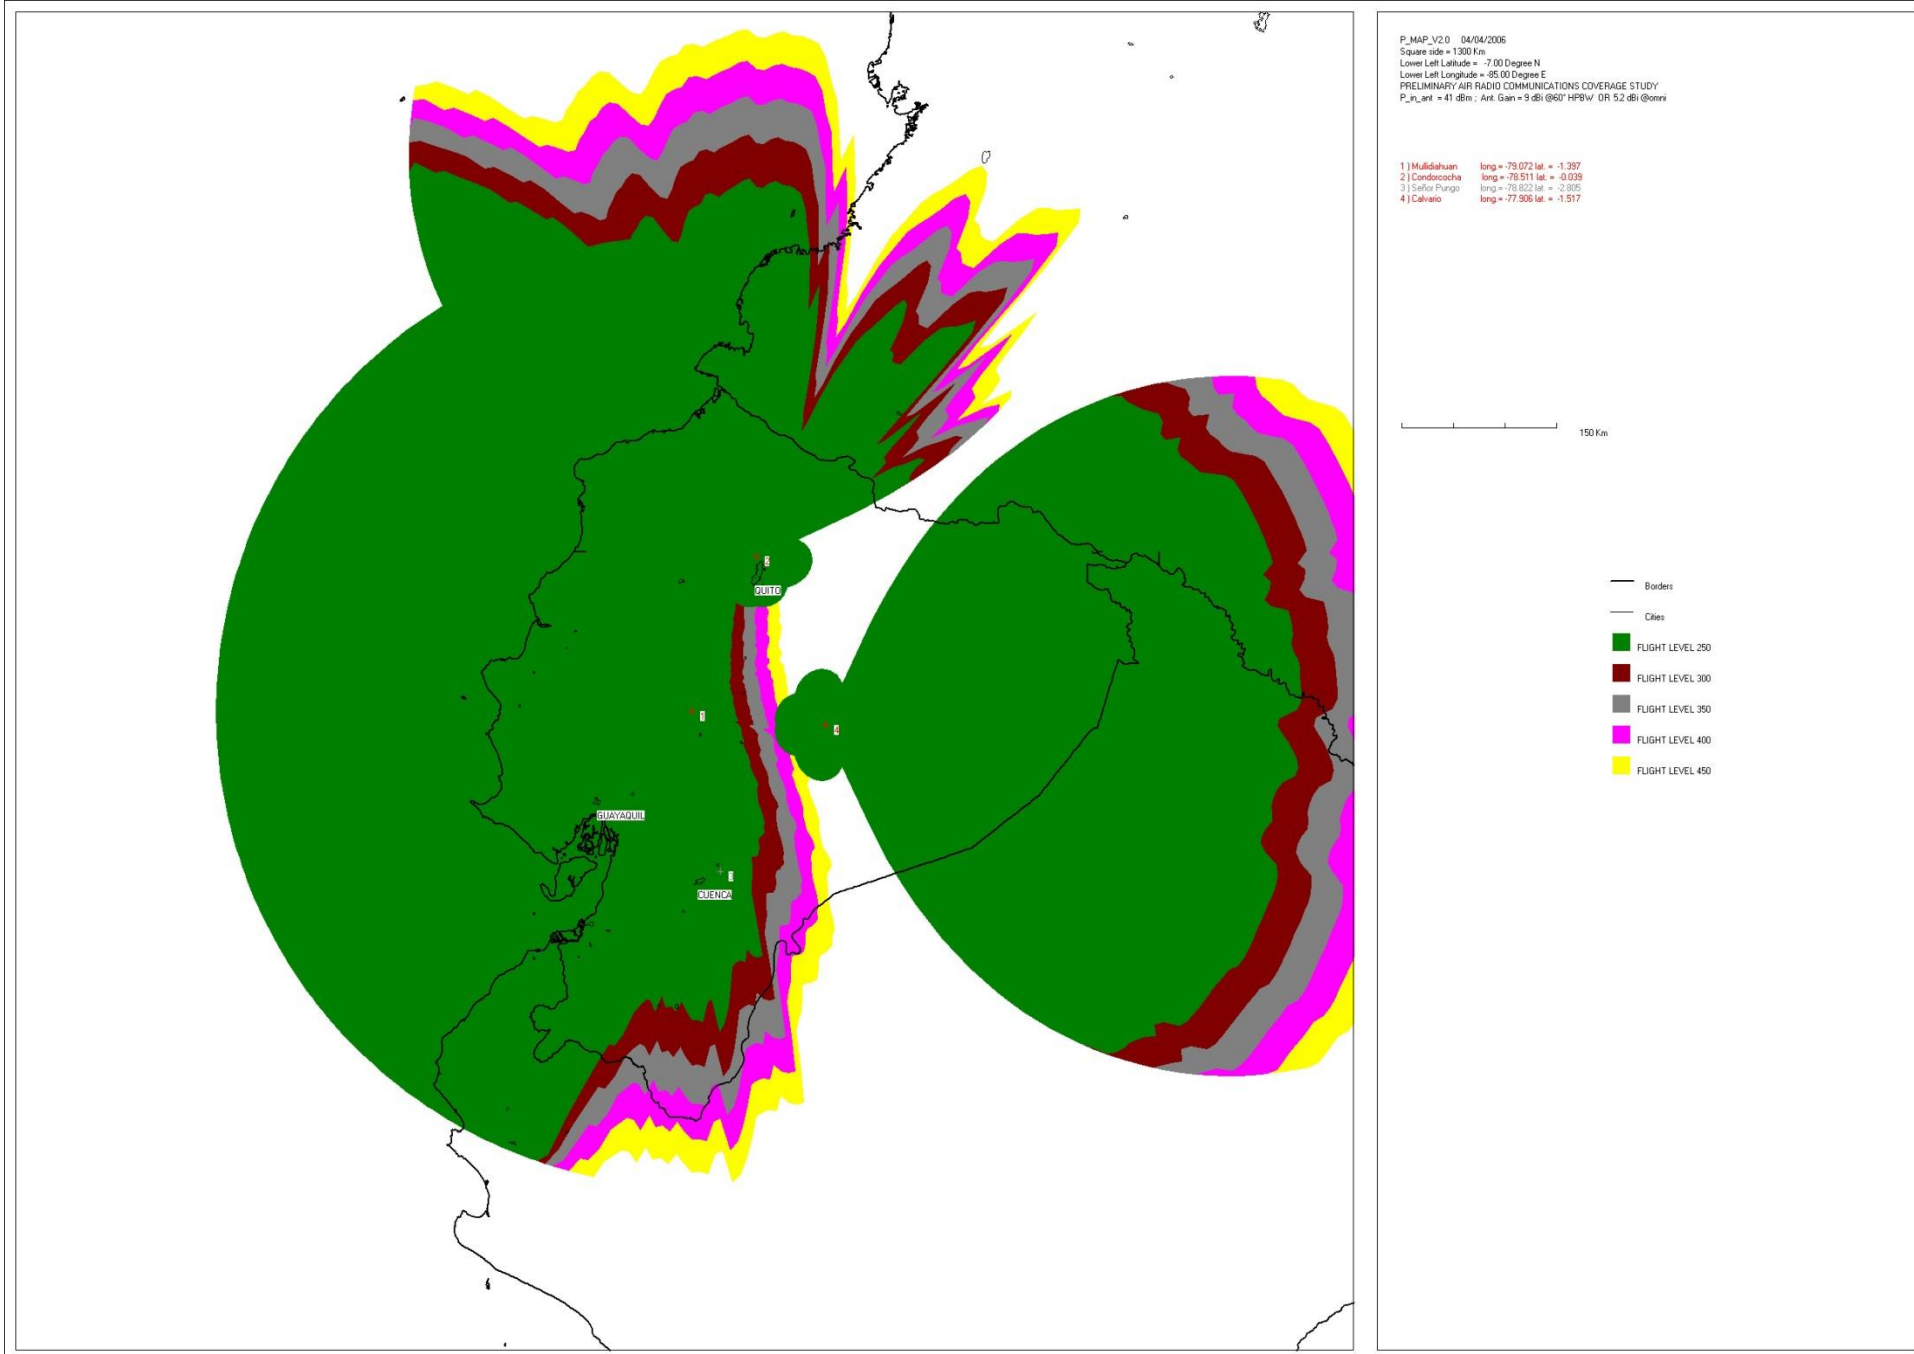 P_MAP_V2.0 04/04/2006
Square side = 1300 Km
Lower Left Latitude = -7.00 Degree N
Lower Left Longitude = -85.00 Degree E
PRELIMINARY AIR RADIO COMMUNICATIONS COVERAGE STUDY
P_in_ant = 41 dBm ; Ant. Gain = 9 dBi @60° HPBW OR 5.2 dBi @omni
1 ) Mullidiahuan long.= -79.072 lat. = -1.397
2 ) Condorcocha long.= -78.511 lat. = -0.039
3 ) Señor Pungo long.= -78.822 lat. = -2.805
4 ) Calvario long.= -77.906 lat. = -1.517
150 Km
2
QUITO
Borders
Cities
FLIGHT LEVEL 250
FLIGHT LEVEL 300
FLIGHT LEVEL 350
FLIGHT LEVEL 400
FLIGHT LEVEL 450
1
4
GUAYAQUIL
3
CUENCA